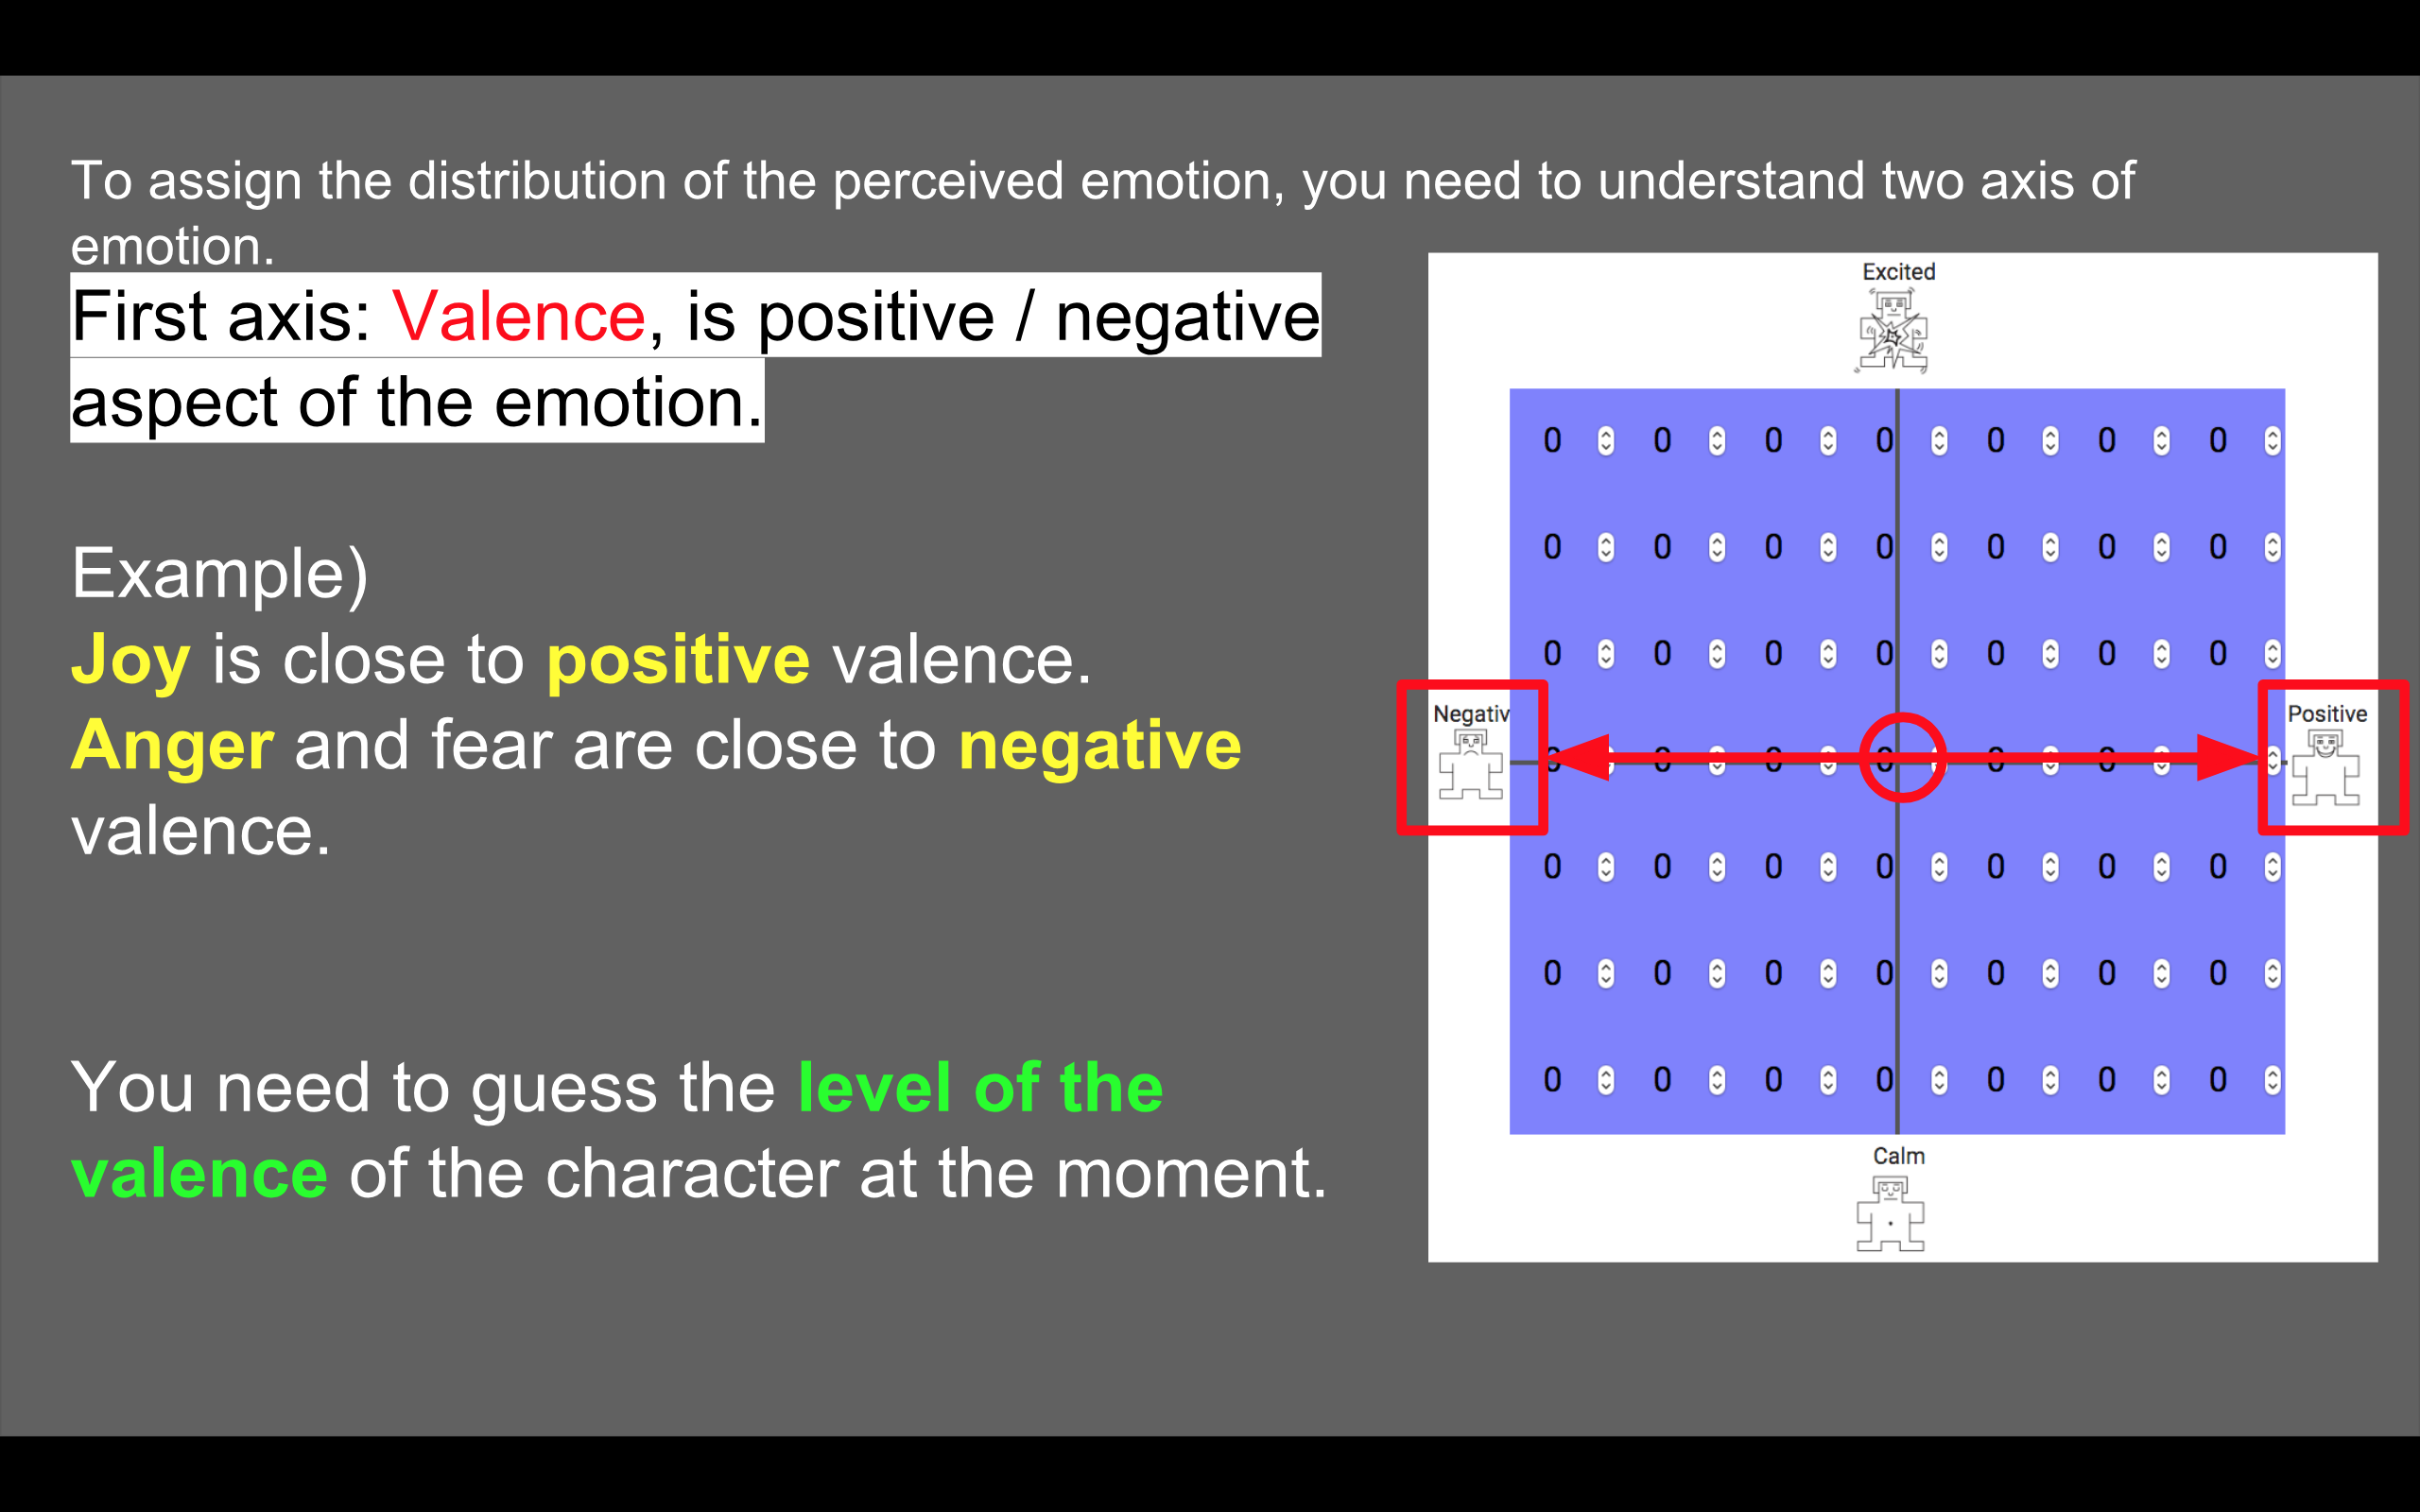 To assign the distribution of the perceived emotion, you need to understand two axis of
emotion.
First axis: Valence, is positive / negative
aspect of the emotion.
Example)
Joy is close to positive valence.
Anger and fear are close to negative
valence.
You need to guess the level of the
valence of the character at the moment.
Excited
0 0 0 0 0 0 0
0 0 0 0 0 0 0
0 0 0 0 0 0 0
Negativ
Positive
0 0 0 0 0 0
0 0 0 0 0 0 0
0 0 0 0 0 0 0
0 0 0 0 0 0 0
Calm